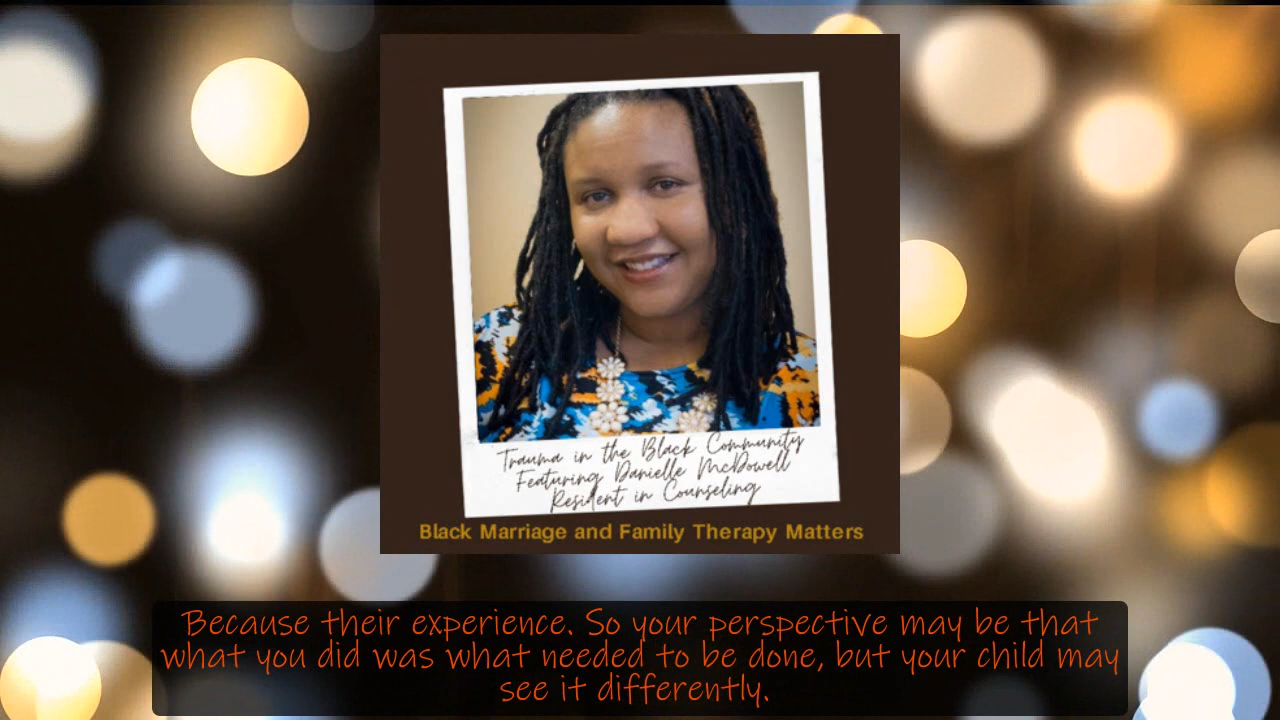 Trauma in the Black Community
Featuring Danielle McDowell
Resident in Counseling
Black Marriage and Family Therapy Matters
Because their experience. So your perspective may be that
what you did was what needed to be done, but your child may
see it differently.